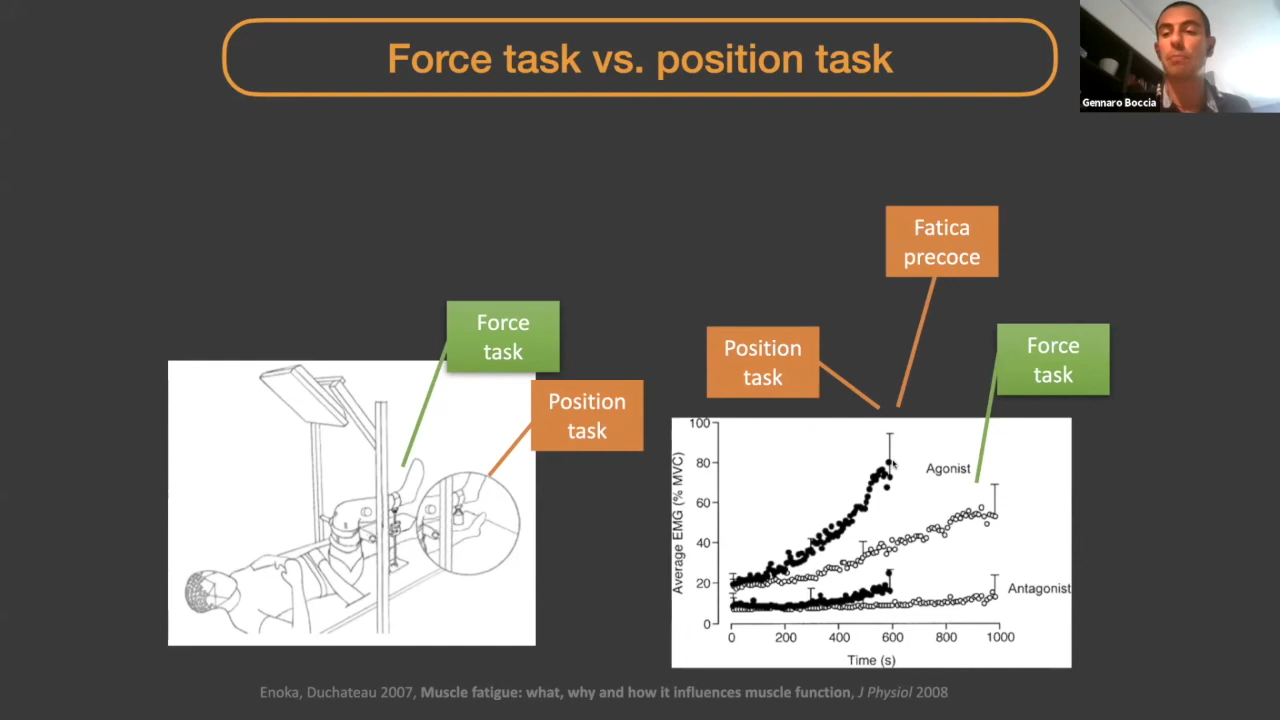 Force task vs. position task
Gennaro Boccia
Fatica
precoce
Force
task
Position
task
Position
task
Force
task
100
80
60
40
20
0
Average EMG (% MVC)
Agonist
Antagonist
0
200
400
600
800
1000
Time (s)
Enoka, Duchateau 2007, Muscle fatigue: what, why and how it influences muscle function, J Physiol 2008